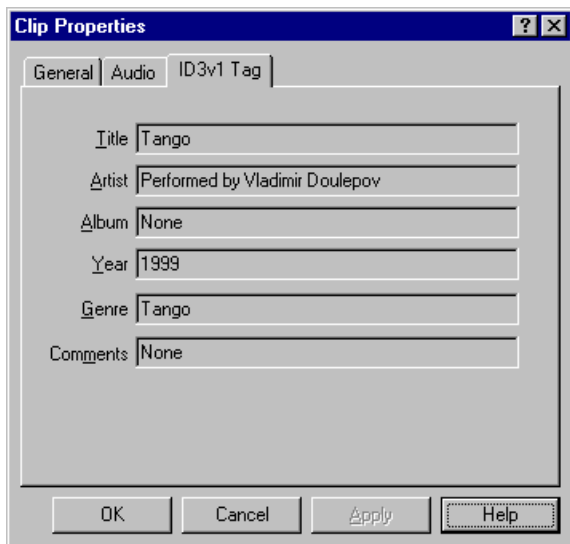 Clip Properties
General Audio ID3v1 Tag
Title Tango
Artist Performed by Vladimir Doulepov
Album None
Year 1999
Genre Tango
Comments None
OK Cancel Apply Help